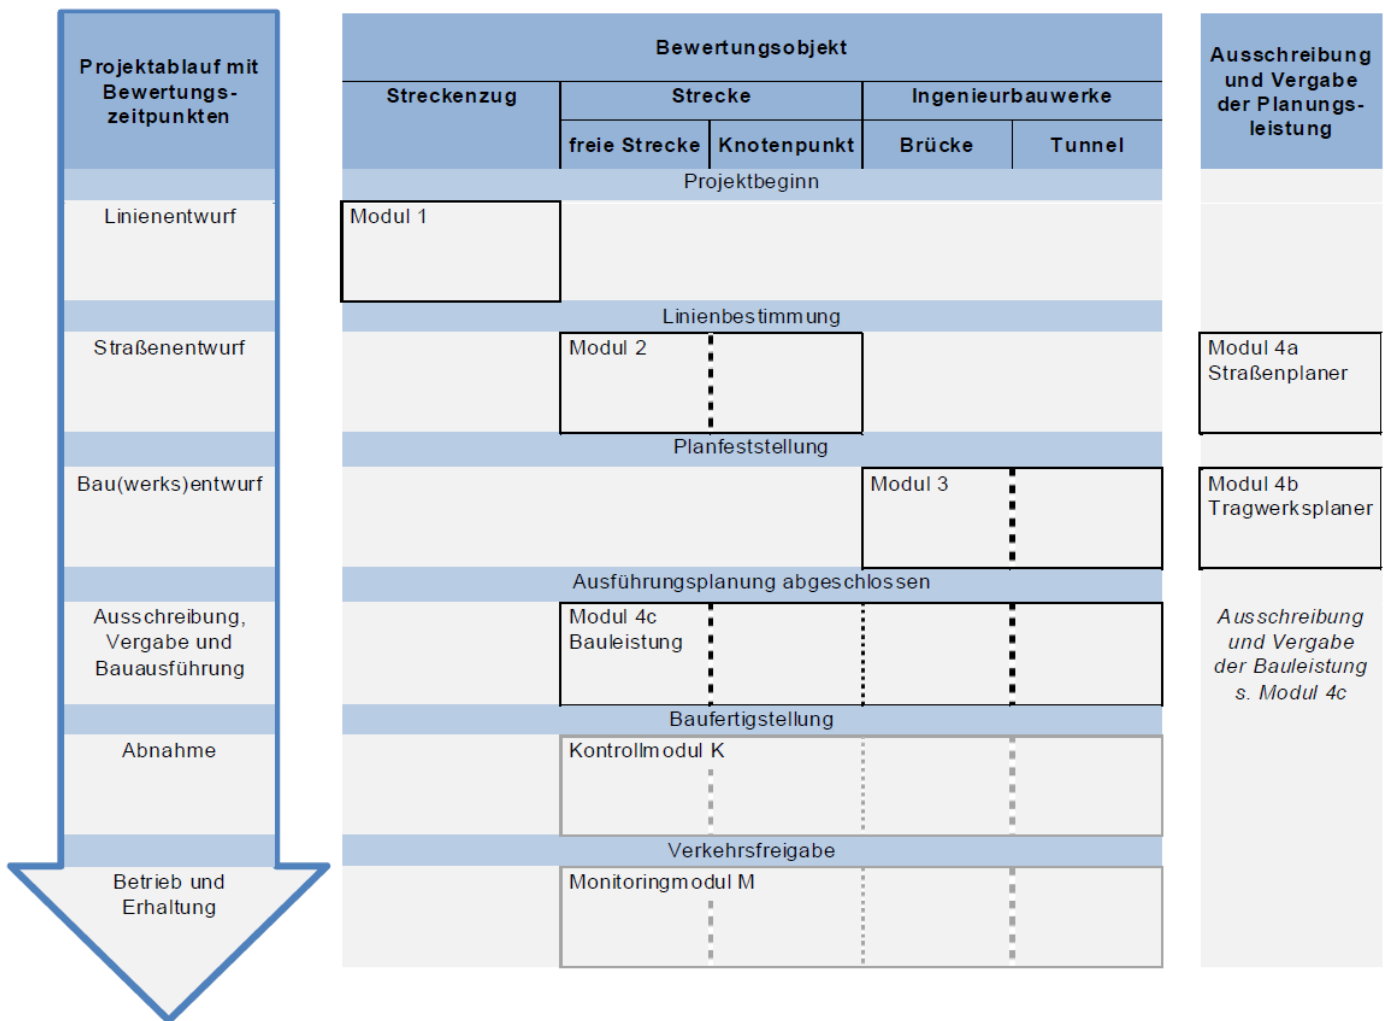 Projektablauf mit
Bewertungs-
zeitpunkten
Bewertungsobjekt
Ausschreibung
und Vergabe
der Planungs-
leistung
Streckenzug
Strecke
Ingenieurbauwerke
freie Strecke
Knotenpunkt
Brücke
Tunnel
Projektbeginn
Linienentwurf
Modul 1
Linienbestimmung
Straßenentwurf
Modul 2
Modul 4a
Straßenplaner
Planfeststellung
Bau(werks)entwurf
Modul 3
Modul 4b
Tragwerksplaner
Ausführungsplanung abgeschlossen
Ausschreibung,
Vergabe und
Bauausführung
Modul 4c
Bauleistung
Ausschreibung
und Vergabe
der Bauleistung
s. Modul 4c
Baufertigstellung
Abnahme
Kontrollmodul K
Verkehrsfreigabe
Betrieb und
Erhaltung
Monitoringmodul M